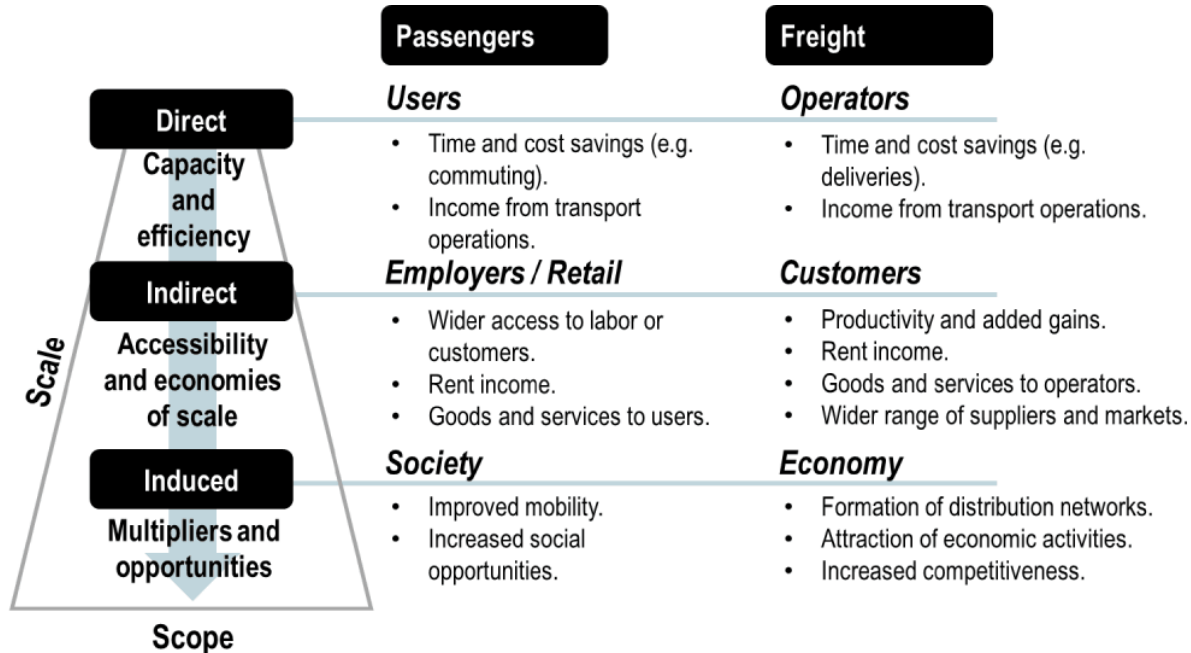 Passengers
Freight
Direct
Capacity
and
efficiency
Indirect
Accessibility
and economies
of scale
Induced
Multipliers and
opportunities
Scale
Scope
Users
• Time and cost savings (e.g.
commuting).
• Income from transport
operations.
Operators
• Time and cost savings (e.g.
deliveries).
• Income from transport operations.
Employers / Retail
• Wider access to labor or
customers.
• Rent income.
• Goods and services to users.
Customers
• Productivity and added gains.
• Rent income.
• Goods and services to operators.
• Wider range of suppliers and markets.
Society
• Improved mobility.
• Increased social
opportunities.
Economy
• Formation of distribution networks.
• Attraction of economic activities.
• Increased competitiveness.